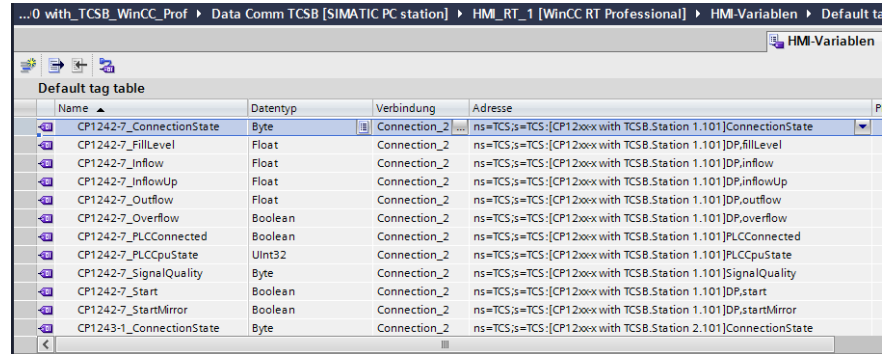 ...0 with_TCSB_WinCC_Prof ▸ Data Comm TCSB [SIMATIC PC station] ▸ HMI_RT_1 [WinCC RT Professional] ▸ HMI-Variablen ▸ Default ta
HMI-Variablen
Default tag table
Name Datentyp Verbindung Adresse P
CP1242-7_ConnectionState Byte Connection_2 ... ns=TCS;s=TCS:[CP12xx-x with TCSB.Station 1.101]ConnectionState
CP1242-7_FillLevel Float Connection_2 ns=TCS;s=TCS:[CP12xx-x with TCSB.Station 1.101]DP,fillLevel
CP1242-7_Inflow Float Connection_2 ns=TCS;s=TCS:[CP12xx-x with TCSB.Station 1.101]DP,inflow
CP1242-7_InflowUp Float Connection_2 ns=TCS;s=TCS:[CP12xx-x with TCSB.Station 1.101]DP,inflowUp
CP1242-7_Outflow Float Connection_2 ns=TCS;s=TCS:[CP12xx-x with TCSB.Station 1.101]DP,outflow
CP1242-7_Overflow Boolean Connection_2 ns=TCS;s=TCS:[CP12xx-x with TCSB.Station 1.101]DP,overflow
CP1242-7_PLCConnected Boolean Connection_2 ns=TCS;s=TCS:[CP12xx-x with TCSB.Station 1.101]PLCConnected
CP1242-7_PLCCpuState UInt32 Connection_2 ns=TCS;s=TCS:[CP12xx-x with TCSB.Station 1.101]PLCCpuState
CP1242-7_SignalQuality Byte Connection_2 ns=TCS;s=TCS:[CP12xx-x with TCSB.Station 1.101]SignalQuality
CP1242-7_Start Boolean Connection_2 ns=TCS;s=TCS:[CP12xx-x with TCSB.Station 1.101]DP,start
CP1242-7_StartMirror Boolean Connection_2 ns=TCS;s=TCS:[CP12xx-x with TCSB.Station 1.101]DP,startMirror
CP1243-1_ConnectionState Byte Connection_2 ns=TCS;s=TCS:[CP12xx-x with TCSB.Station 2.101]ConnectionState